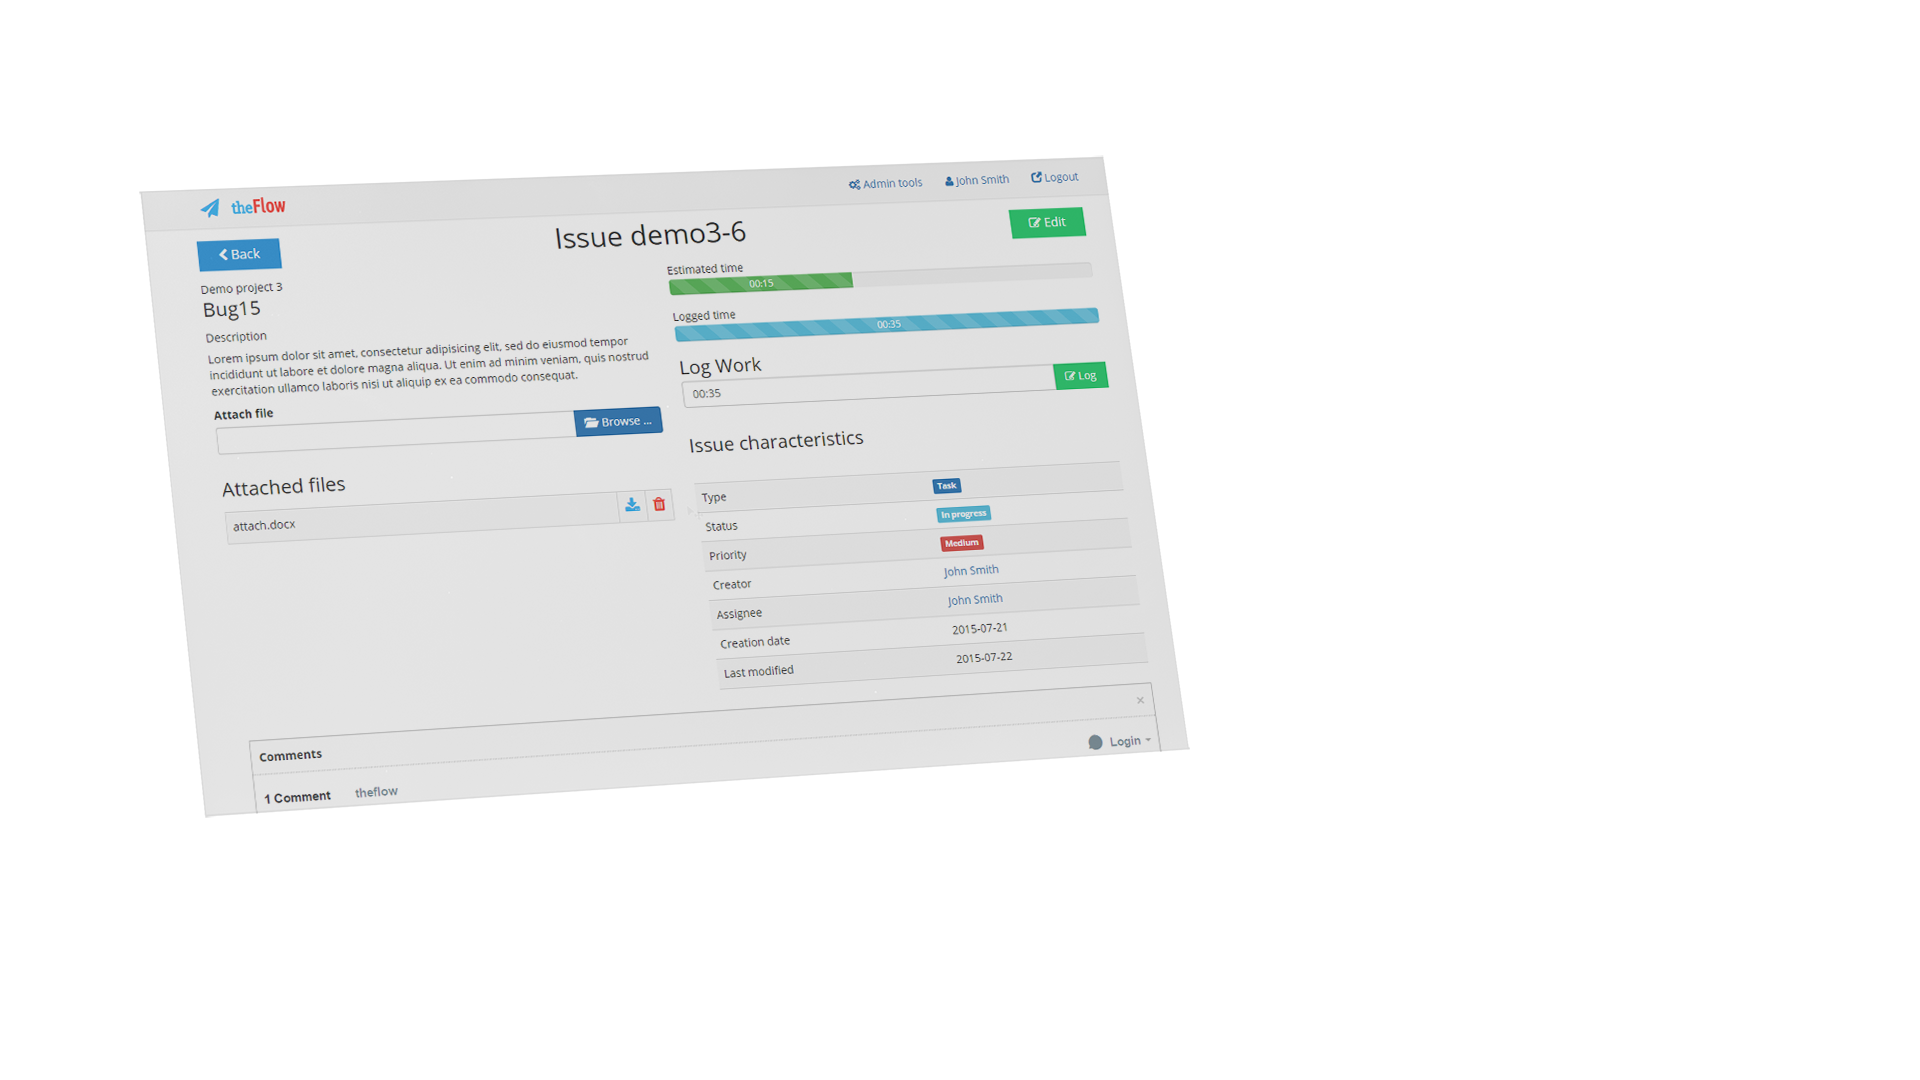 theFlow
Admin tools
John Smith
Logout
Back
Issue demo3-6
Edit
Demo project 3
Bug15
Description
Lorem ipsum dolor sit amet, consectetur adipisicing elit, sed do eiusmod tempor
incididunt ut labore et dolore magna aliqua. Ut enim ad minim veniam, quis nostrud
exercitation ullamco laboris nisi ut aliquip ex ea commodo consequat.
Attach file
Browse ...
Attached files
attach.docx
Estimated time
00:15
Logged time
00:35
Log Work
00:35
Log
Issue characteristics
Type Task
Status In progress
Priority Medium
Creator John Smith
Assignee John Smith
Creation date 2015-07-21
Last modified 2015-07-22
Comments ×
1 Comment theflow Login